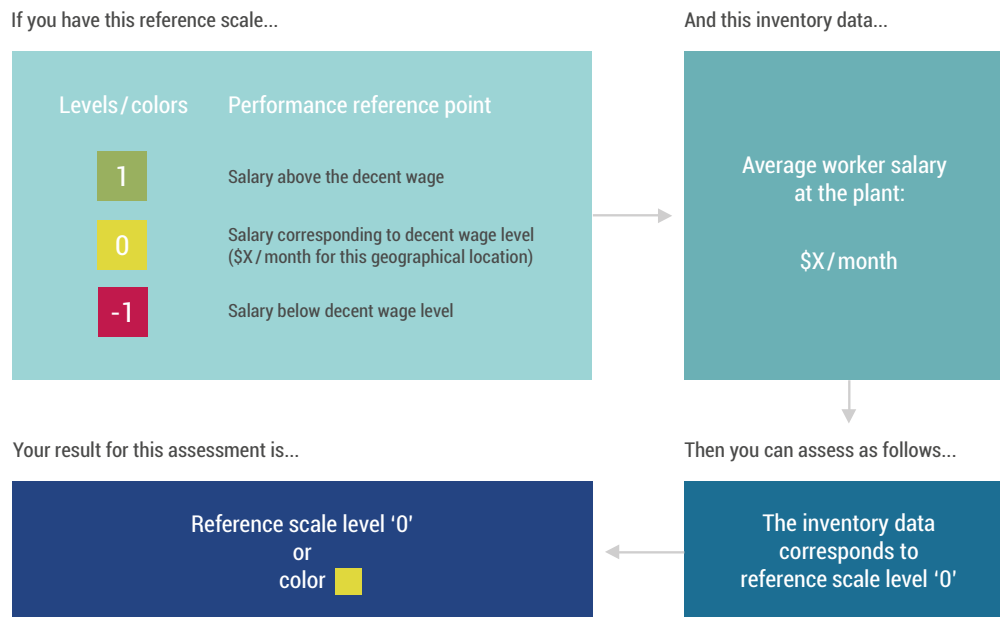 If you have this reference scale...
Levels/colors
Performance reference point
1
Salary above the decent wage
0
Salary corresponding to decent wage level
($X/month for this geographical location)
-1
Salary below decent wage level
And this inventory data...
Average worker salary
at the plant:
$X/month
Then you can assess as follows...
The inventory data
corresponds to
reference scale level ‘0’
Your result for this assessment is...
Reference scale level ‘0’
or
color